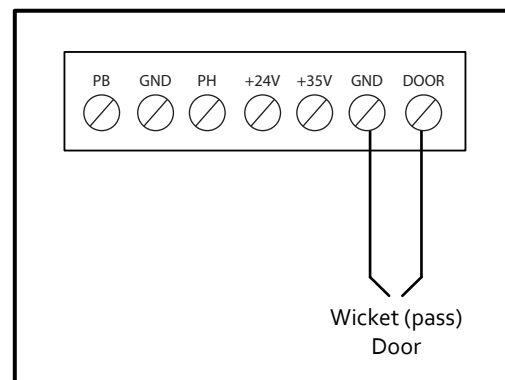 PB GND PH +24V +35V GND DOOR
Wicket (pass)
Door